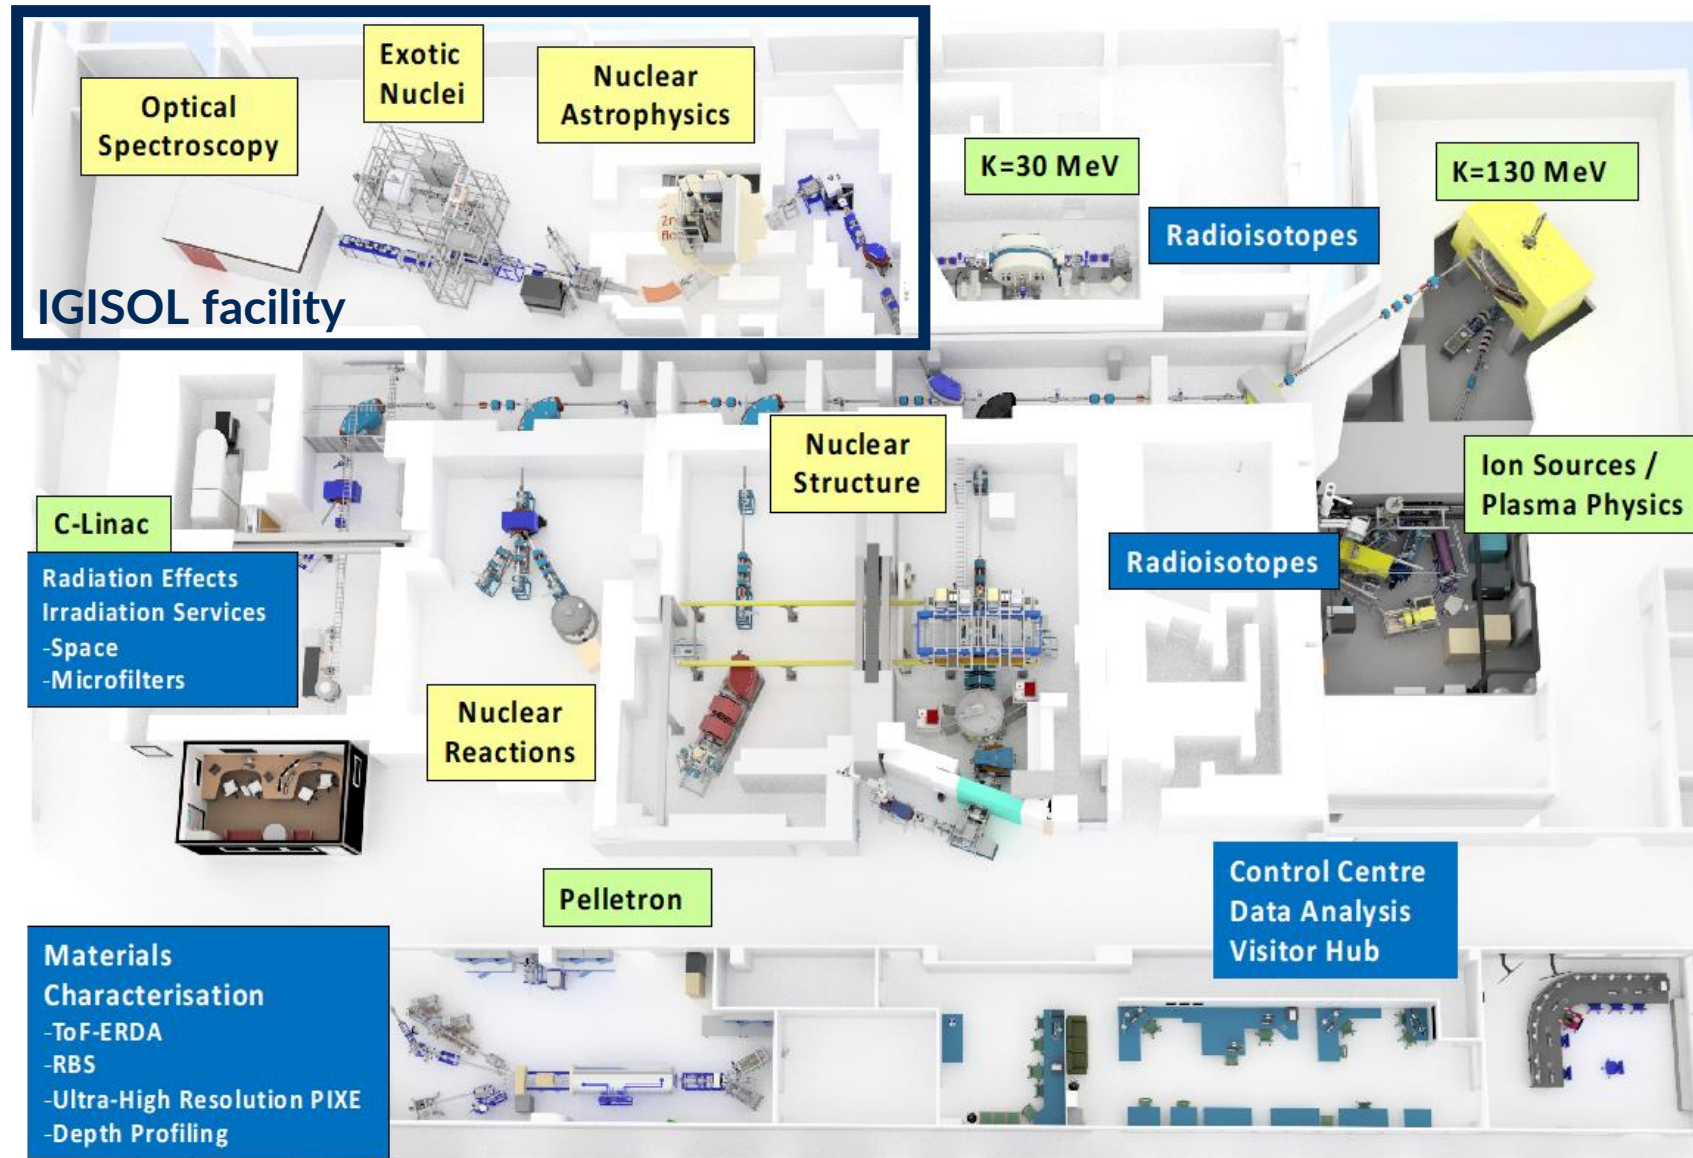 Optical
Spectroscopy
Exotic
Nuclei
Nuclear
Astrophysics
IGISOL facility
K=30 MeV
Radioisotopes
K=130 MeV
Nuclear
Structure
Ion Sources /
Plasma Physics
C-Linac
Radiation Effects
Irradiation Services
-Space
-Microfilters
Radioisotopes
Nuclear
Reactions
Pelletron
Control Centre
Data Analysis
Visitor Hub
Materials
Characterisation
-ToF-ERDA
-RBS
-Ultra-High Resolution PIXE
-Depth Profiling